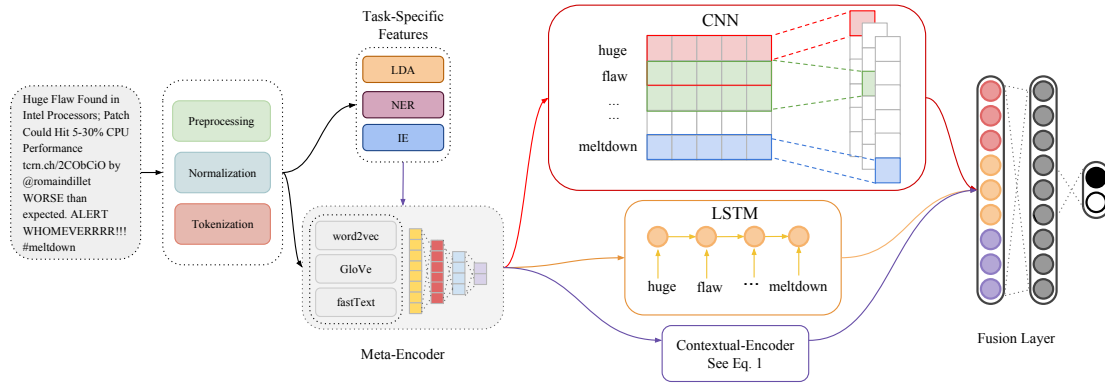 Huge Flaw Found in
Intel Processors; Patch
Could Hit 5-30% CPU
Performance
tcrn.ch/2CObCiO by
@romaindillet
WORSE than
expected. ALERT
WHOMEVERRRR!!!
#meltdown
Preprocessing
Normalization
Tokenization
Task-Specific
Features
LDA
NER
IE
word2vec
GloVe
fastText
Meta-Encoder
CNN
huge
flaw
...
...
meltdown
LSTM
huge
flaw
...
meltdown
Contextual-Encoder
See Eq. 1
Fusion Layer